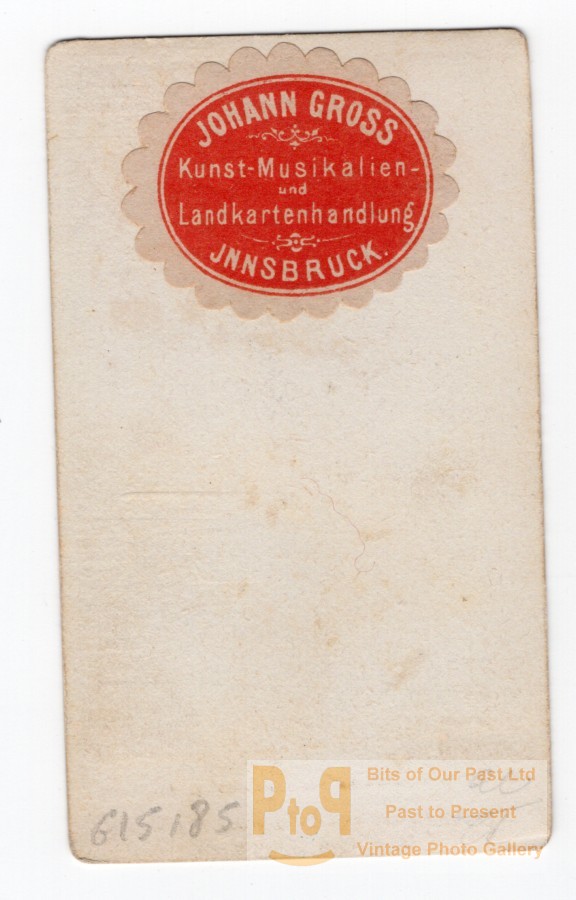 JOHANN GROSS
Kunst-Musikalien-
und
Landkartenhandlung
JNNSBRUCK.
615185
PtoP
Bits of Our Past Ltd
Past to Present
Vintage Photo Gallery